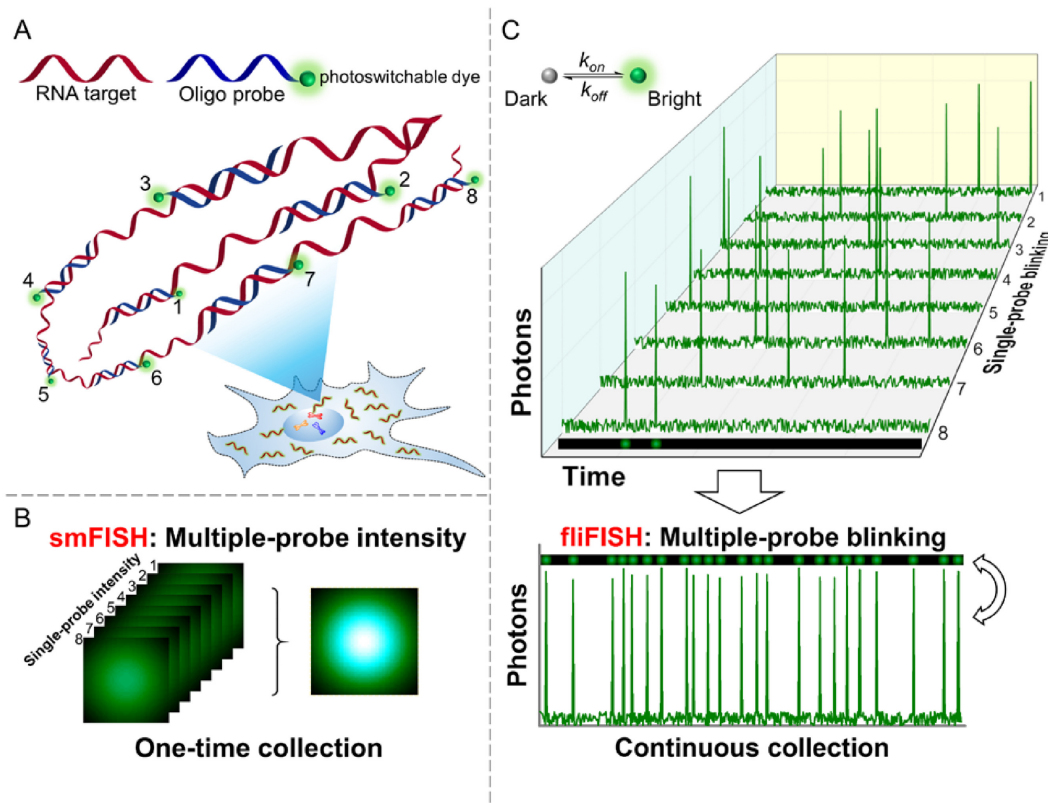 A
RNA target
Oligo probe
photoswitchable dye
3
2
8
7
4
1
5
6
B
smFISH: Multiple-probe intensity
Single-probe intensity
1
2
3
4
5
6
7
8
One-time collection
C
k_on
k_off
Dark
Bright
Photons
1
2
3
4
5
6
7
8
Single-probe blinking
Time
fliFISH: Multiple-probe blinking
Photons
Continuous collection